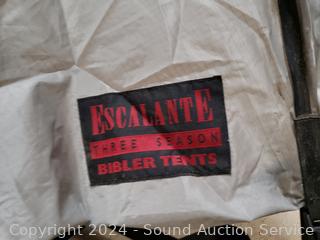 ESCALANTE
THREE SEASON
BIBLER TENTS
Copyright 2024 - Sound Auction Service